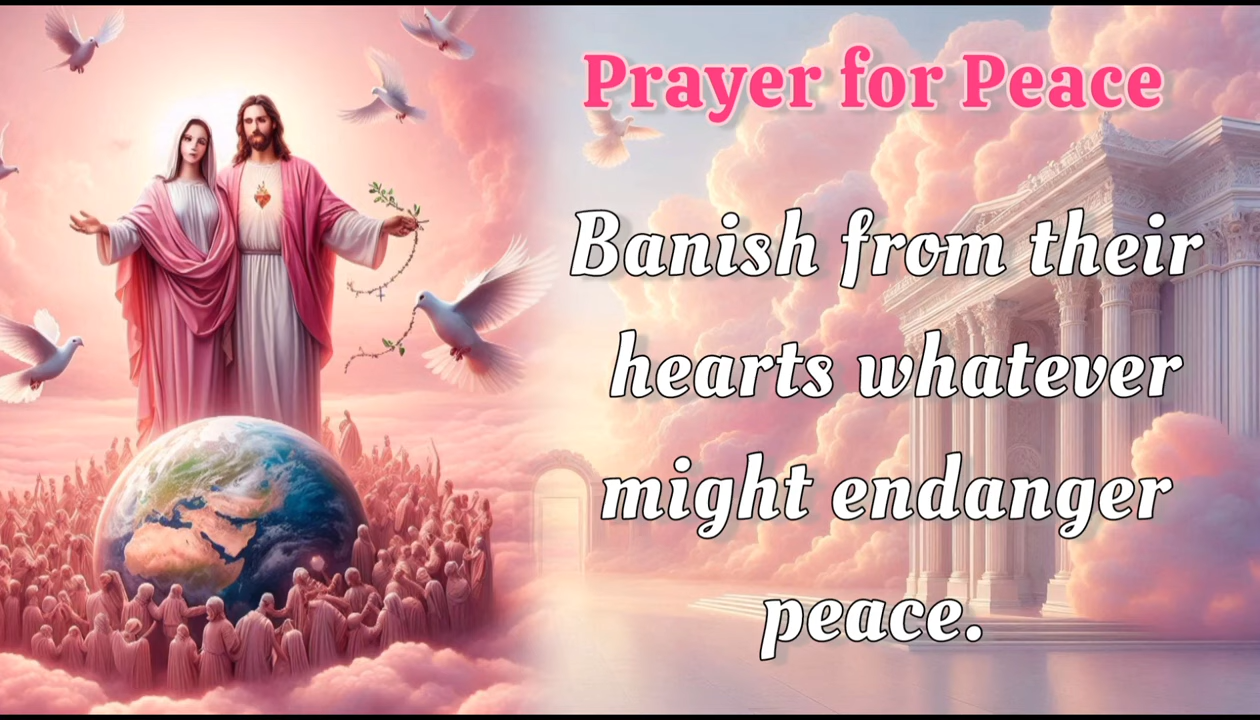 Prayer for Peace
Banish from their
hearts whatever
might endanger
peace.